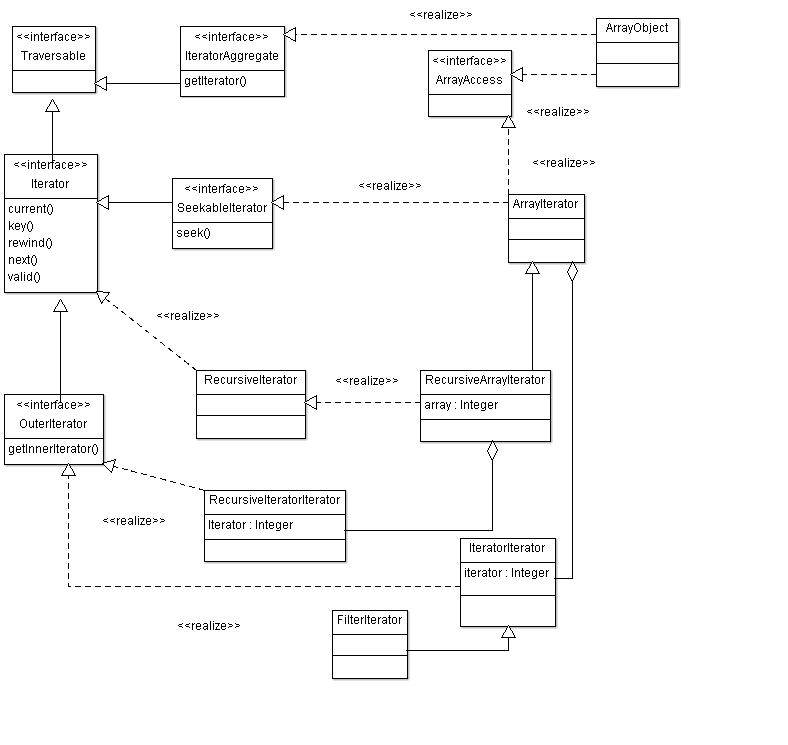 <<realize>>
<<interface>>
Traversable
<<interface>>
IteratorAggregate
getIterator()
ArrayObject
<<interface>>
ArrayAccess
<<realize>>
<<realize>>
<<interface>>
Iterator
current()
key()
rewind()
next()
valid()
<<interface>>
SeekableIterator
seek()
<<realize>>
ArrayIterator
<<realize>>
RecursiveIterator
<<realize>>
RecursiveArrayIterator
array : Integer
<<interface>>
OuterIterator
getInnerIterator()
RecursiveIteratorIterator
Iterator : Integer
<<realize>>
IteratorIterator
iterator : Integer
<<realize>>
FilterIterator